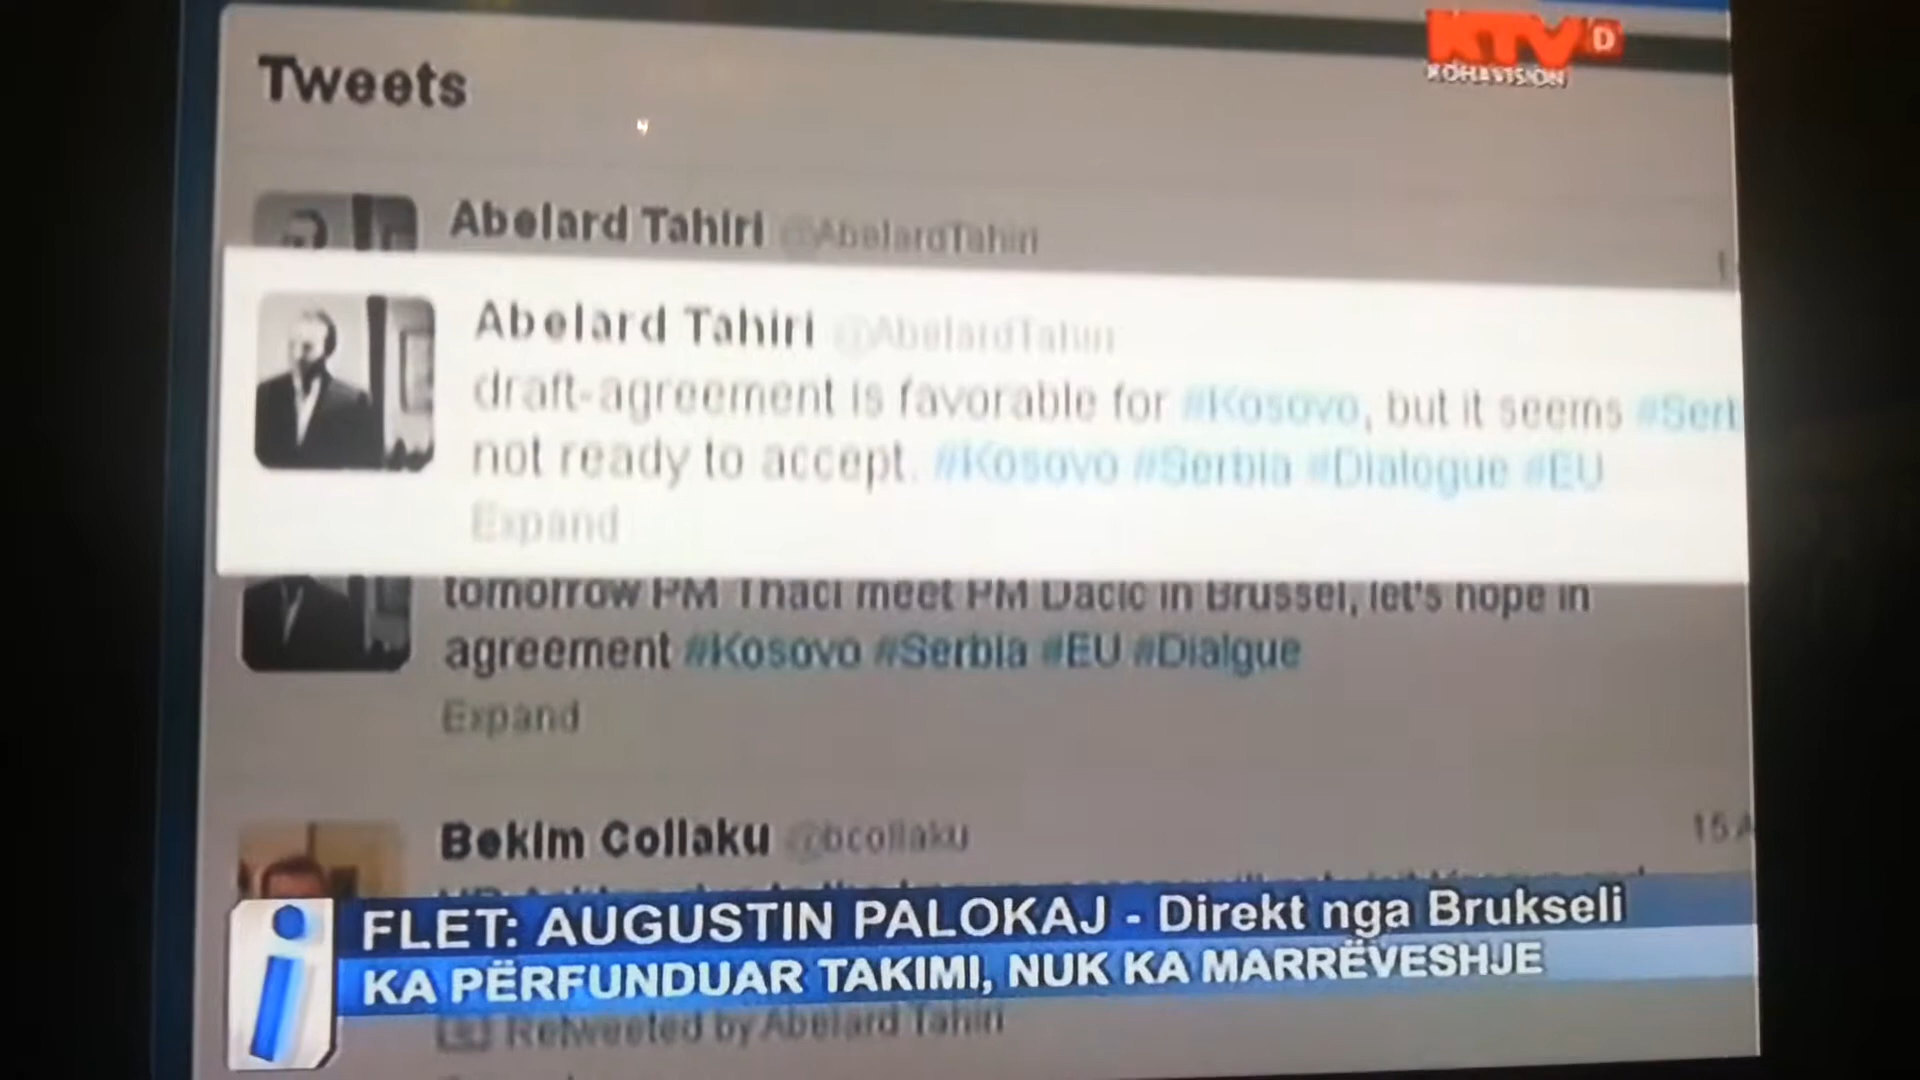 KTV D
KOHAVISION
Tweets
Abelard Tahiri @AbelardTahiri
Abelard Tahiri @AbelardTahiri
draft-agreement is favorable for #Kosovo, but it seems #Serb
not ready to accept. #Kosovo #Serbia #Dialogue #EU
Expand
tomorrow PM Thaci meet PM Dacic in Brussel, let's hope in
agreement #Kosovo #Serbia #EU #Dialgue
Expand
Bekim Collaku @bcollaku
15 A
FLET: AUGUSTIN PALOKAJ - Direkt nga Brukseli
KA PËRFUNDUAR TAKIMI, NUK KA MARRËVESHJE
Retweeted by Abelard Tahiri